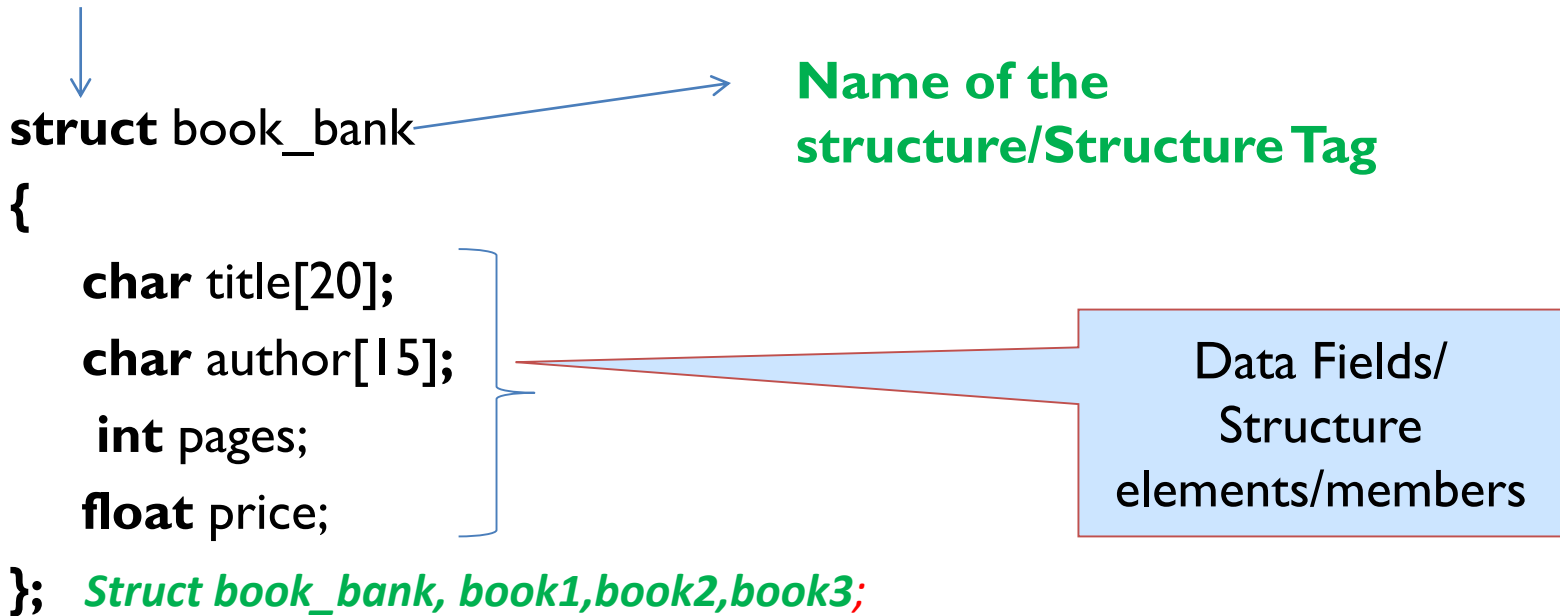 struct book_bank
Name of the
structure/Structure Tag
{
char title[20];
char author[15];
int pages;
float price;
Data Fields/
Structure
elements/members
}; Struct book_bank, book1,book2,book3;